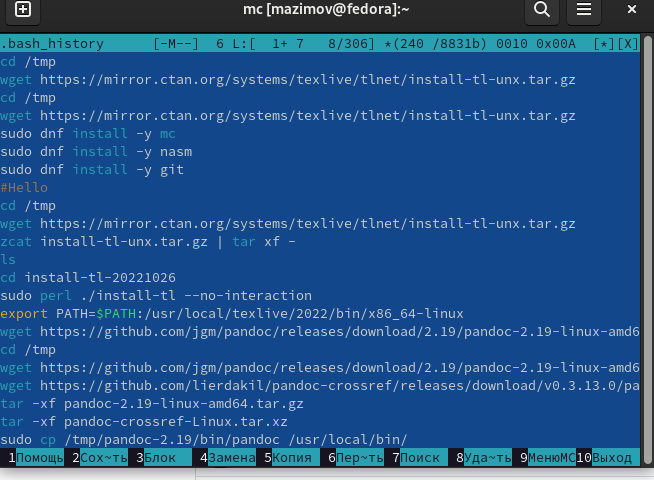 mc [mazimov@fedora]:~
.bash_history [-M--] 6 L:[ 1+ 7 8/306] *(240 /8831b) 0010 0x00A [*][X]
cd /tmp
wget https://mirror.ctan.org/systems/texlive/tlnet/install-tl-unx.tar.gz
cd /tmp
wget https://mirror.ctan.org/systems/texlive/tlnet/install-tl-unx.tar.gz
sudo dnf install -y mc
sudo dnf install -y nasm
sudo dnf install -y git
#Hello
cd /tmp
wget https://mirror.ctan.org/systems/texlive/tlnet/install-tl-unx.tar.gz
zcat install-tl-unx.tar.gz | tar xf -
ls
cd install-tl-20221026
sudo perl ./install-tl --no-interaction
export PATH=$PATH:/usr/local/texlive/2022/bin/x86_64-linux
wget https://github.com/jgm/pandoc/releases/download/2.19/pandoc-2.19-linux-amd6
cd /tmp
wget https://github.com/jgm/pandoc/releases/download/2.19/pandoc-2.19-linux-amd6
wget https://github.com/lierdakil/pandoc-crossref/releases/download/v0.3.13.0/pa
tar -xf pandoc-2.19-linux-amd64.tar.gz
tar -xf pandoc-crossref-Linux.tar.xz
sudo cp /tmp/pandoc-2.19/bin/pandoc /usr/local/bin/
1Помощь 2Сох~ть 3Блок 4Замена 5Копия 6Пер~ть 7Поиск 8Уда~ть 9МенюMC 10Выход